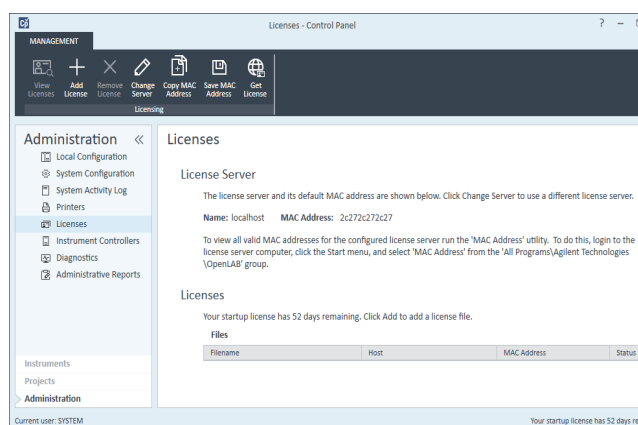 Licenses - Control Panel
?
MANAGEMENT
View Licenses
Add License
Remove License
Change Server
Copy MAC Address
Save MAC Address
Get License
Licensing
Administration
Local Configuration
System Configuration
System Activity Log
Printers
Licenses
Instrument Controllers
Diagnostics
Administrative Reports
Instruments
Projects
Administration
Licenses
License Server
The license server and its default MAC address are shown below. Click Change Server to use a different license server.
Name: localhost MAC Address: 2c272c272c27
To view all valid MAC addresses for the configured license server run the 'MAC Address' utility. To do this, login to the
license server computer, click the Start menu, and select 'MAC Address' from the 'All Programs\Agilent Technologies
\OpenLAB' group.
Licenses
Your startup license has 52 days remaining. Click Add to add a license file.
Files
Filename Host MAC Address Status
Current user: SYSTEM
Your startup license has 52 days re